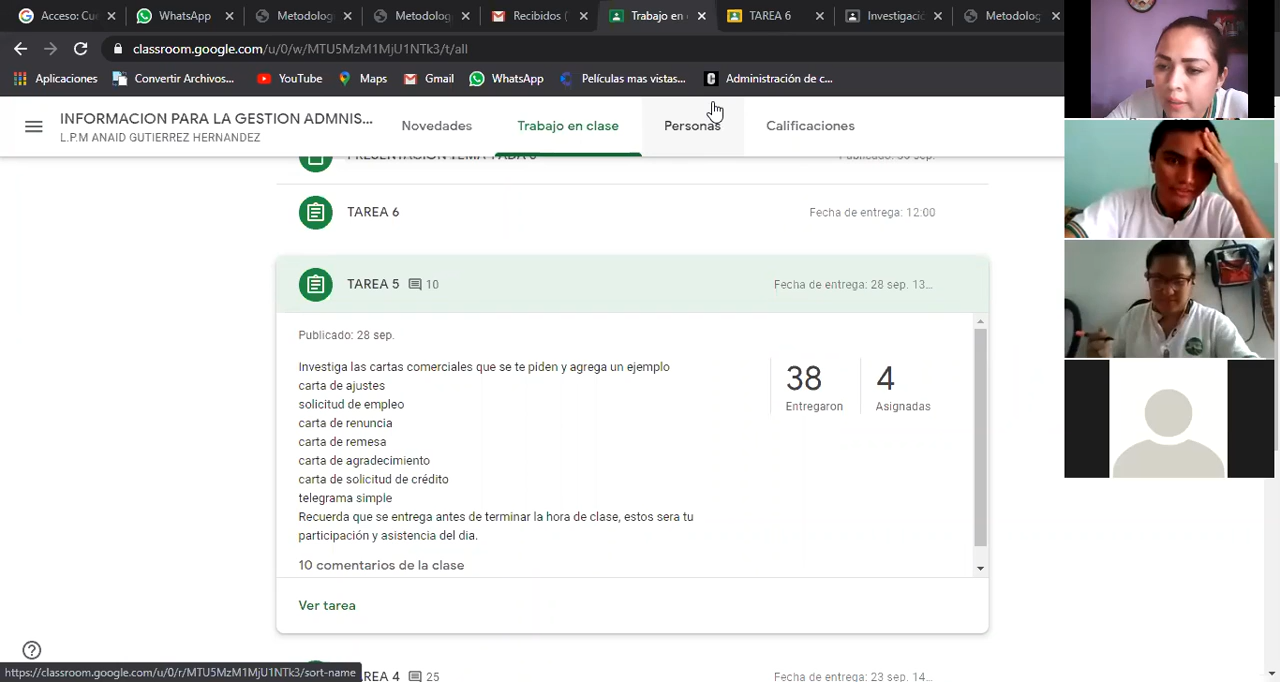 Acceso: Cu
WhatsApp
Metodolog
Metodolog
Recibidos (
Trabajo en
TAREA 6
Investigació
Metodolog
classroom.google.com/u/0/w/MTU5MzM1MjU1NTk3/t/all
Aplicaciones
Convertir Archivos...
YouTube
Maps
Gmail
WhatsApp
Películas mas vistas...
Administración de c...
INFORMACION PARA LA GESTION ADMNIS...
L.P.M ANAID GUTIERREZ HERNANDEZ
Novedades
Trabajo en clase
Personas
Calificaciones
TAREA 6
Fecha de entrega: 12:00
TAREA 5
10
Fecha de entrega: 28 sep. 13...
Publicado: 28 sep.
Investiga las cartas comerciales que se te piden y agrega un ejemplo
carta de ajustes
solicitud de empleo
carta de renuncia
carta de remesa
carta de agradecimiento
carta de solicitud de crédito
telegrama simple
Recuerda que se entrega antes de terminar la hora de clase, estos sera tu
participación y asistencia del dia.
38
Entregaron
4
Asignadas
10 comentarios de la clase
Ver tarea
https://classroom.google.com/u/0/r/MTU5MzM1MjU1NTk3/sort-name
REA 4
25
Fecha de entrega: 23 sep. 14...